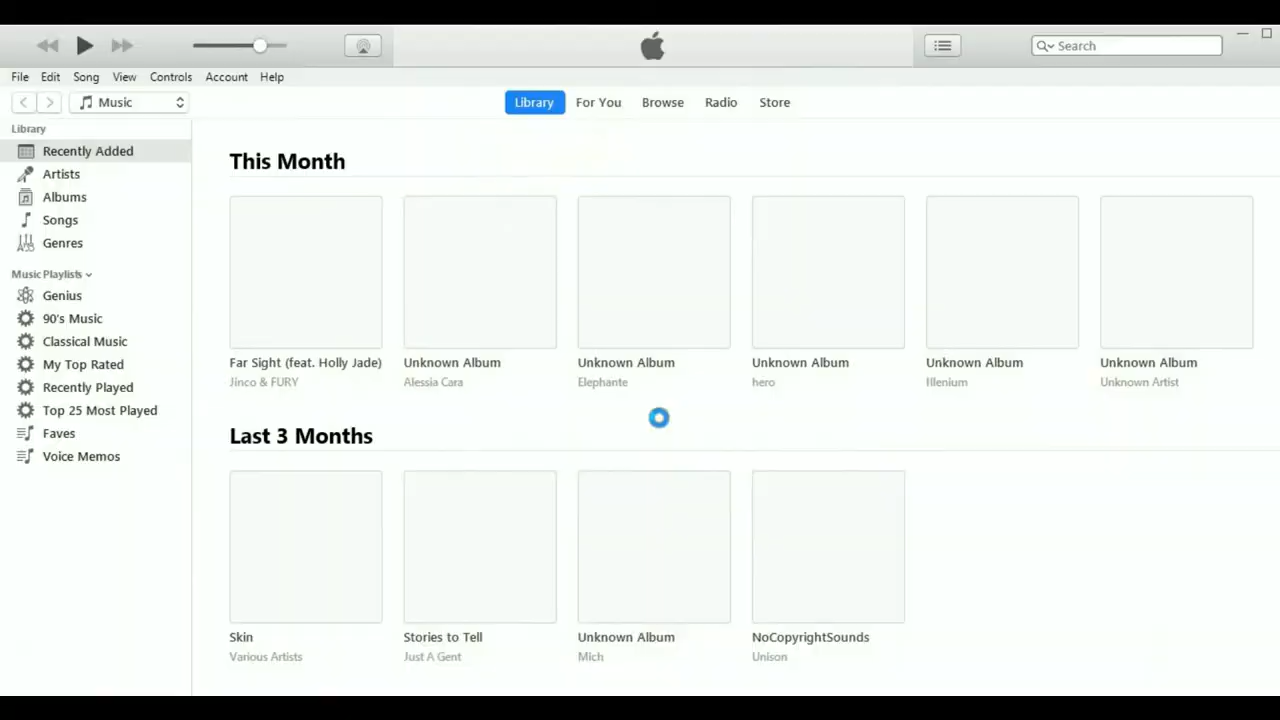 Search
File Edit Song View Controls Account Help
Music
Library For You Browse Radio Store
Library
Recently Added
Artists
Albums
Songs
Genres
Music Playlists
Genius
90's Music
Classical Music
My Top Rated
Recently Played
Top 25 Most Played
Faves
Voice Memos
This Month
Far Sight (feat. Holly Jade) Unknown Album Unknown Album Unknown Album Unknown Album Unknown Album
Jinco & FURY Alessia Cara Elephante hero Illenium Unknown Artist
Last 3 Months
Skin Stories to Tell Unknown Album NoCopyrightSounds
Various Artists Just A Gent Mich Unison